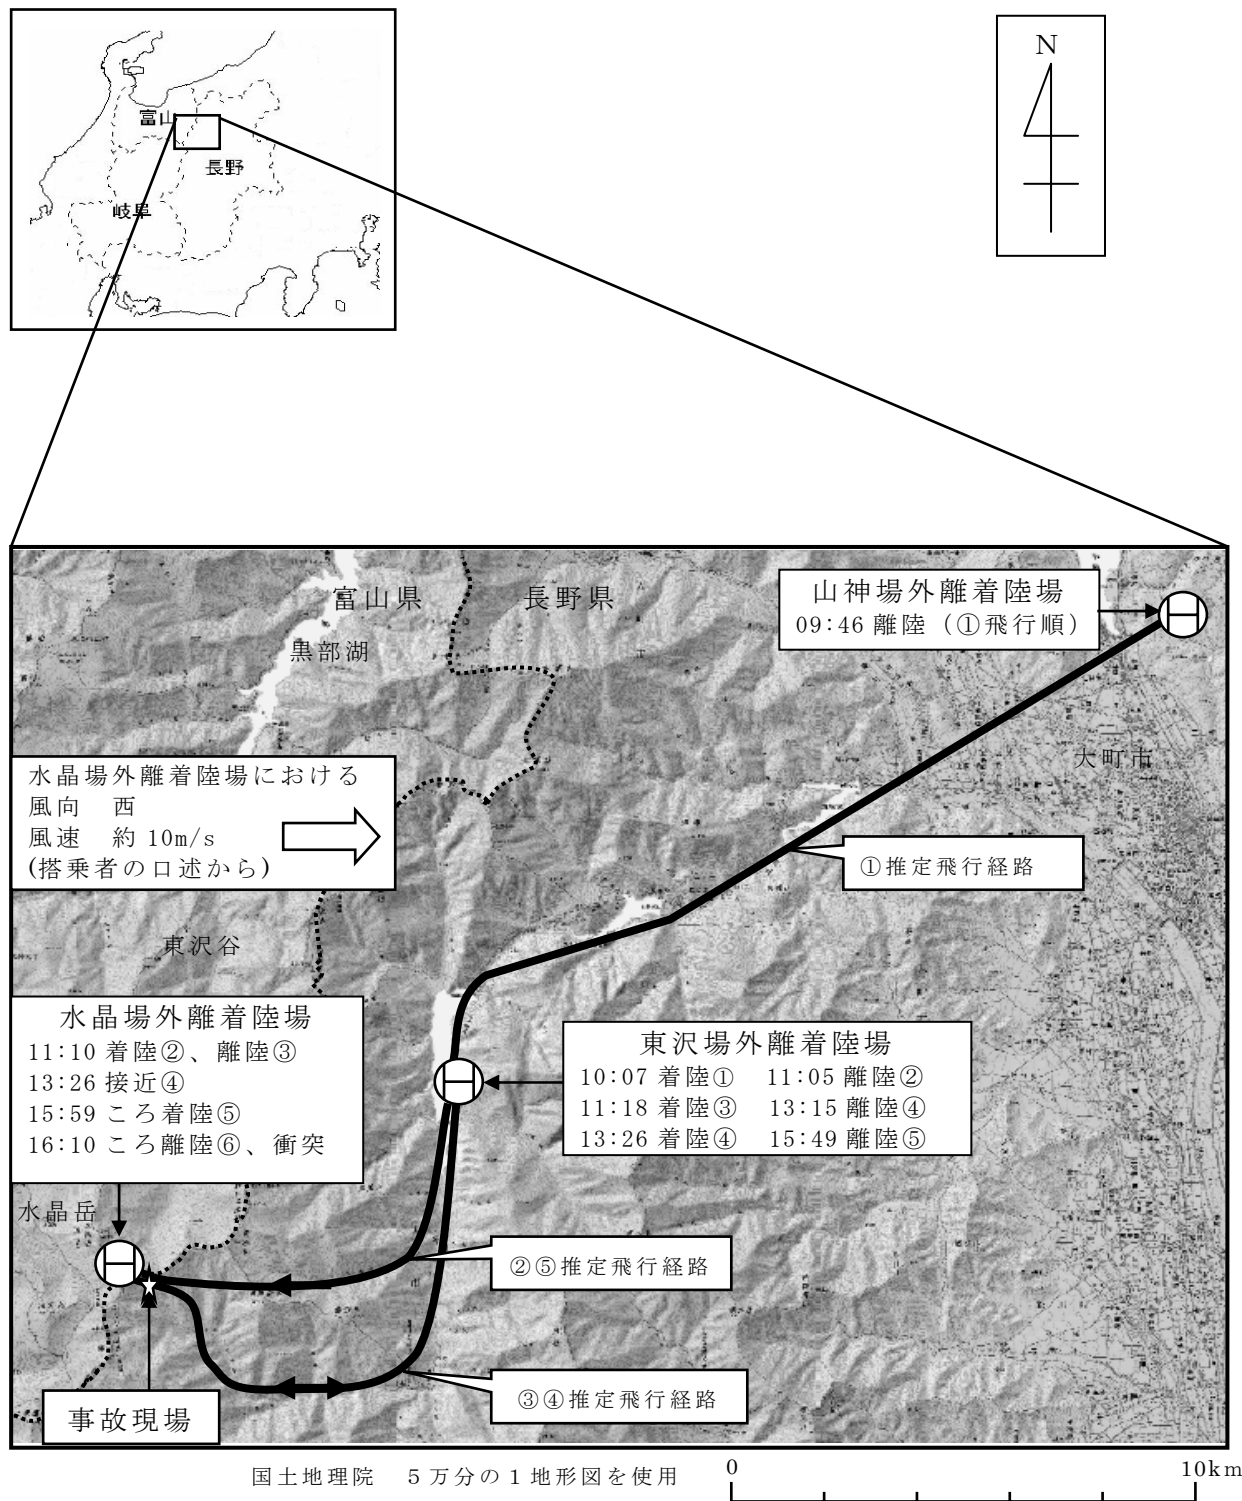 富山
長野
岐阜
N
富山県
長野県
黒部湖
山神場外離着陸場
09:46 離陸（①飛行順）
大町市
水晶場外離着陸場における
風向　西
風速　約 10m/s
(搭乗者の口述から)
①推定飛行経路
東沢谷
水晶場外離着陸場
11:10 着陸②、離陸③
13:26 接近④
15:59 ころ着陸⑤
16:10 ころ離陸⑥、衝突
東沢場外離着陸場
10:07 着陸①　11:05 離陸②
11:18 着陸③　13:15 離陸④
13:26 着陸④　15:49 離陸⑤
水晶岳
②⑤推定飛行経路
③④推定飛行経路
事故現場
国土地理院　５万分の１地形図を使用
0
10km